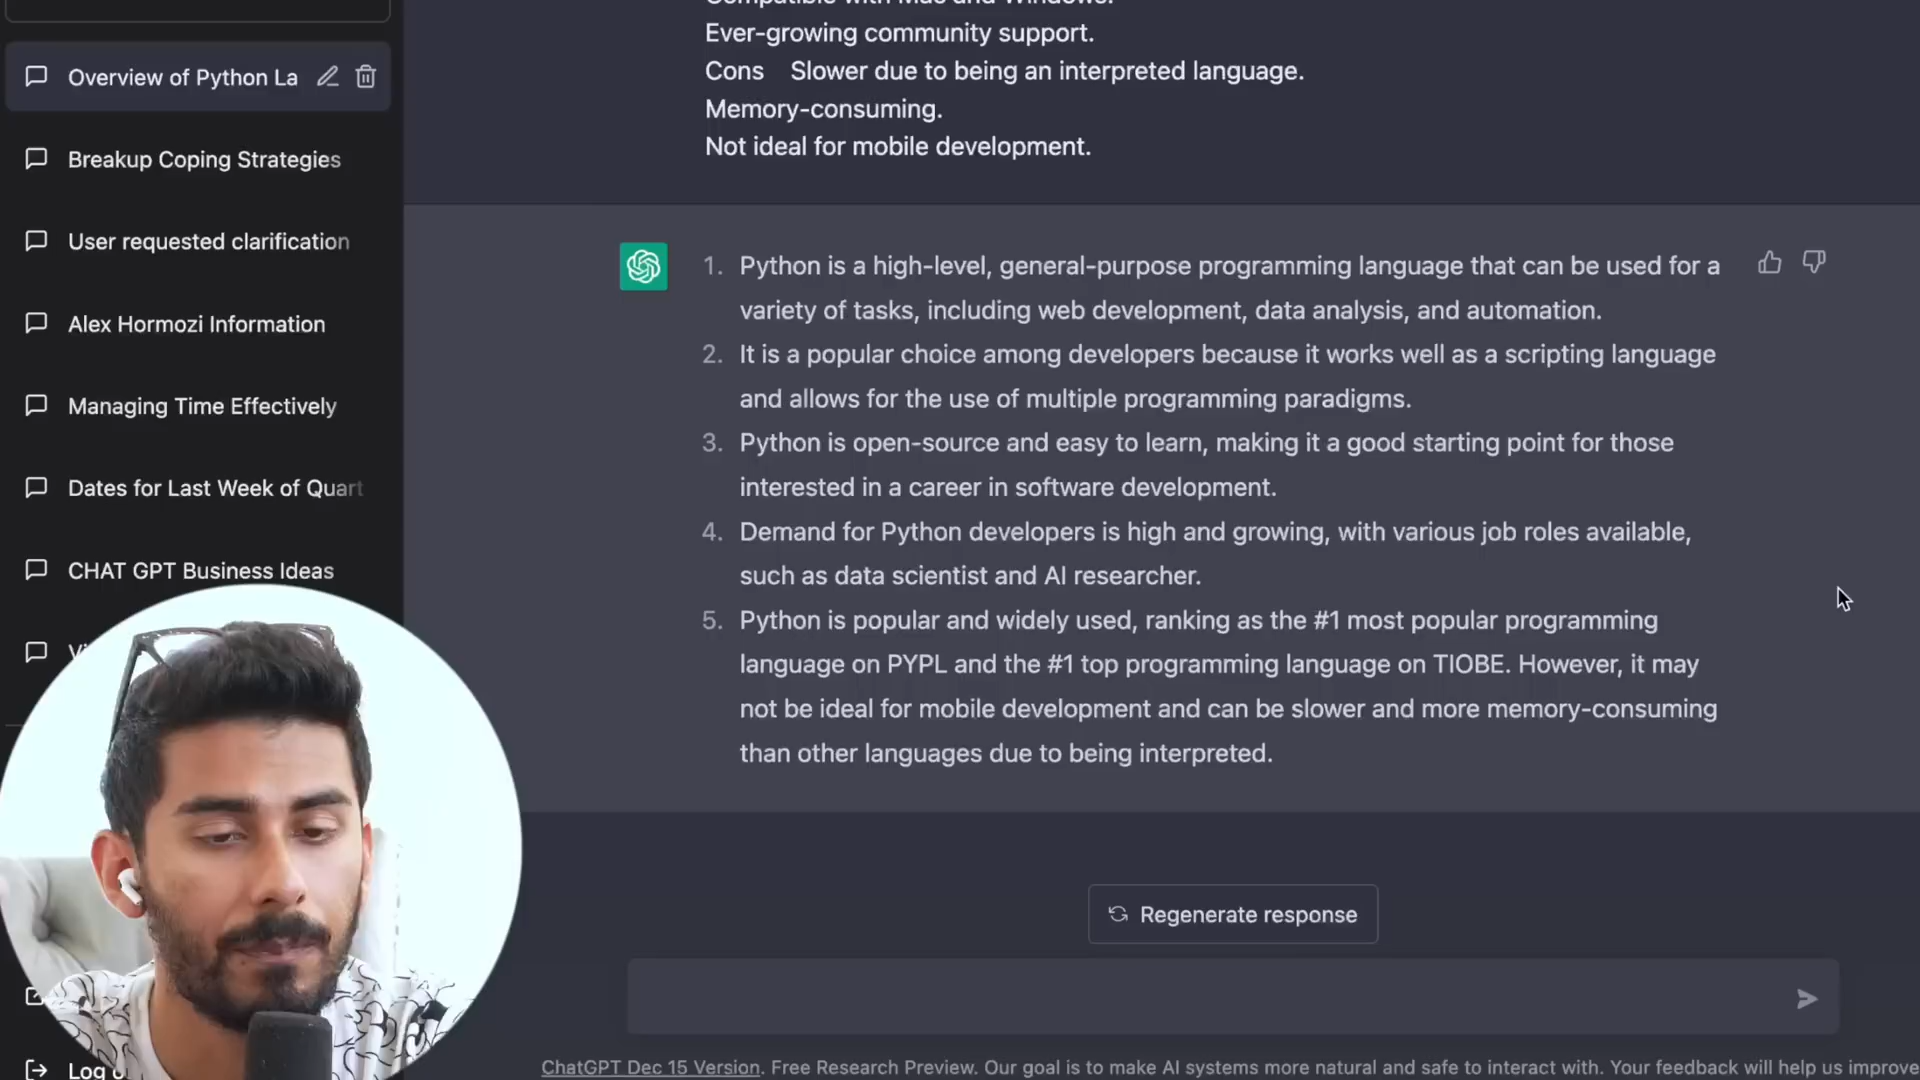 Compatible with Mac and Windows.
Ever-growing community support.
Cons Slower due to being an interpreted language.
Memory-consuming.
Not ideal for mobile development.
Overview of Python La
Breakup Coping Strategies
User requested clarification
Alex Hormozi Information
Managing Time Effectively
Dates for Last Week of Quart
CHAT GPT Business Ideas
1. Python is a high-level, general-purpose programming language that can be used for a
variety of tasks, including web development, data analysis, and automation.
2. It is a popular choice among developers because it works well as a scripting language
and allows for the use of multiple programming paradigms.
3. Python is open-source and easy to learn, making it a good starting point for those
interested in a career in software development.
4. Demand for Python developers is high and growing, with various job roles available,
such as data scientist and AI researcher.
5. Python is popular and widely used, ranking as the #1 most popular programming
language on PYPL and the #1 top programming language on TIOBE. However, it may
not be ideal for mobile development and can be slower and more memory-consuming
than other languages due to being interpreted.
Regenerate response
Log
ChatGPT Dec 15 Version. Free Research Preview. Our goal is to make AI systems more natural and safe to interact with. Your feedback will help us improve